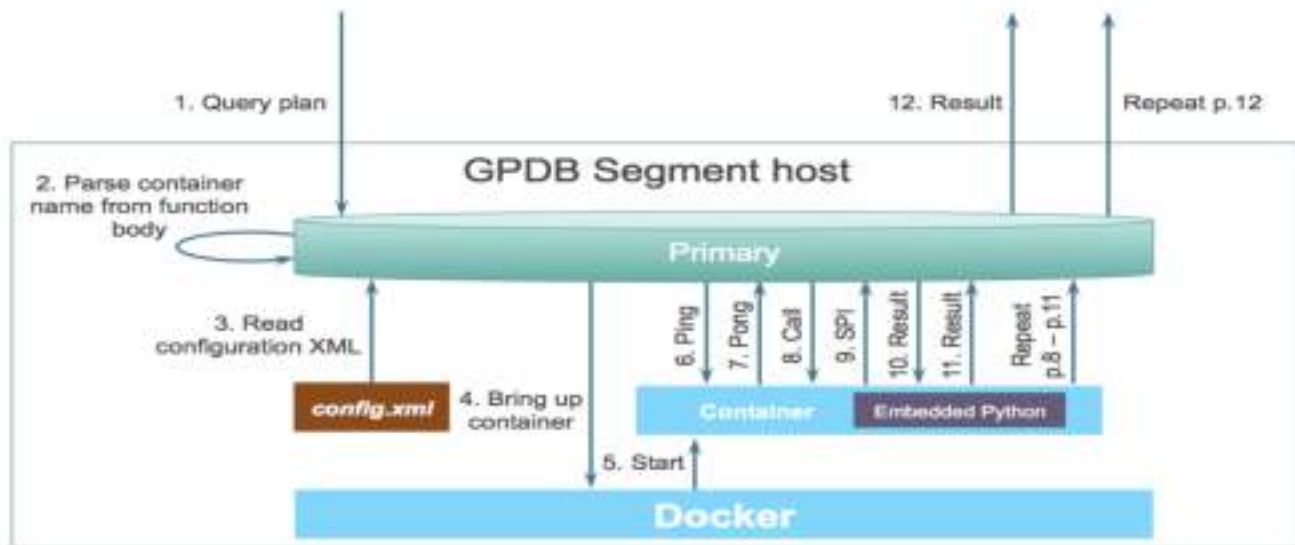 1. Query plan
12. Result
Repeat p.12
GPDB Segment host
2. Parse container
name from function
body
Primary
3. Read
configuration XML
6. Ping
7. Pong
8. Call
9. SPI
10. Result
11. Result
Repeat
p.8 – p.11
config.xml
4. Bring up
container
Container
Embedded Python
5. Start
Docker